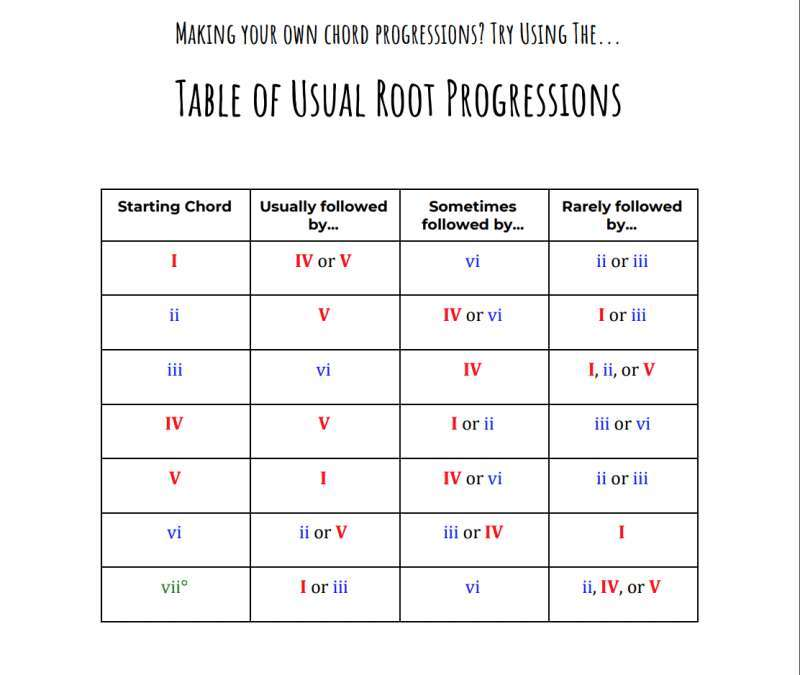 Making your own chord progressions? Try Using The...
Table of Usual Root Progressions
Starting Chord Usually followed by... Sometimes followed by... Rarely followed by...
I IV or V vi ii or iii
ii V IV or vi I or iii
iii vi IV I, ii, or V
IV V I or ii iii or vi
V I IV or vi ii or iii
vi ii or V iii or IV I
vii° I or iii vi ii, IV, or V